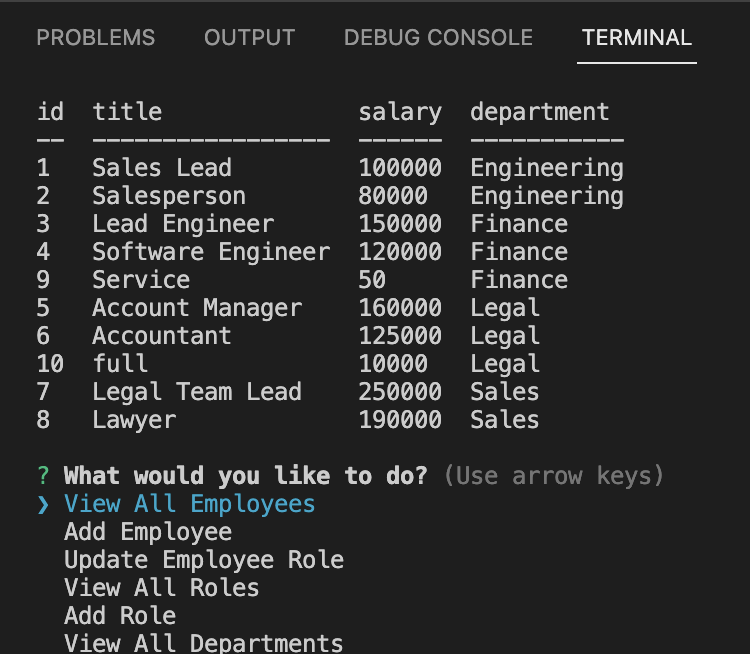 PROBLEMS OUTPUT DEBUG CONSOLE TERMINAL
id title salary department
-- ----------------- ------ -----------
1 Sales Lead 100000 Engineering
2 Salesperson 80000 Engineering
3 Lead Engineer 150000 Finance
4 Software Engineer 120000 Finance
9 Service 50 Finance
5 Account Manager 160000 Legal
6 Accountant 125000 Legal
10 full 10000 Legal
7 Legal Team Lead 250000 Sales
8 Lawyer 190000 Sales
? What would you like to do? (Use arrow keys)
❯ View All Employees
Add Employee
Update Employee Role
View All Roles
Add Role
View All Departments